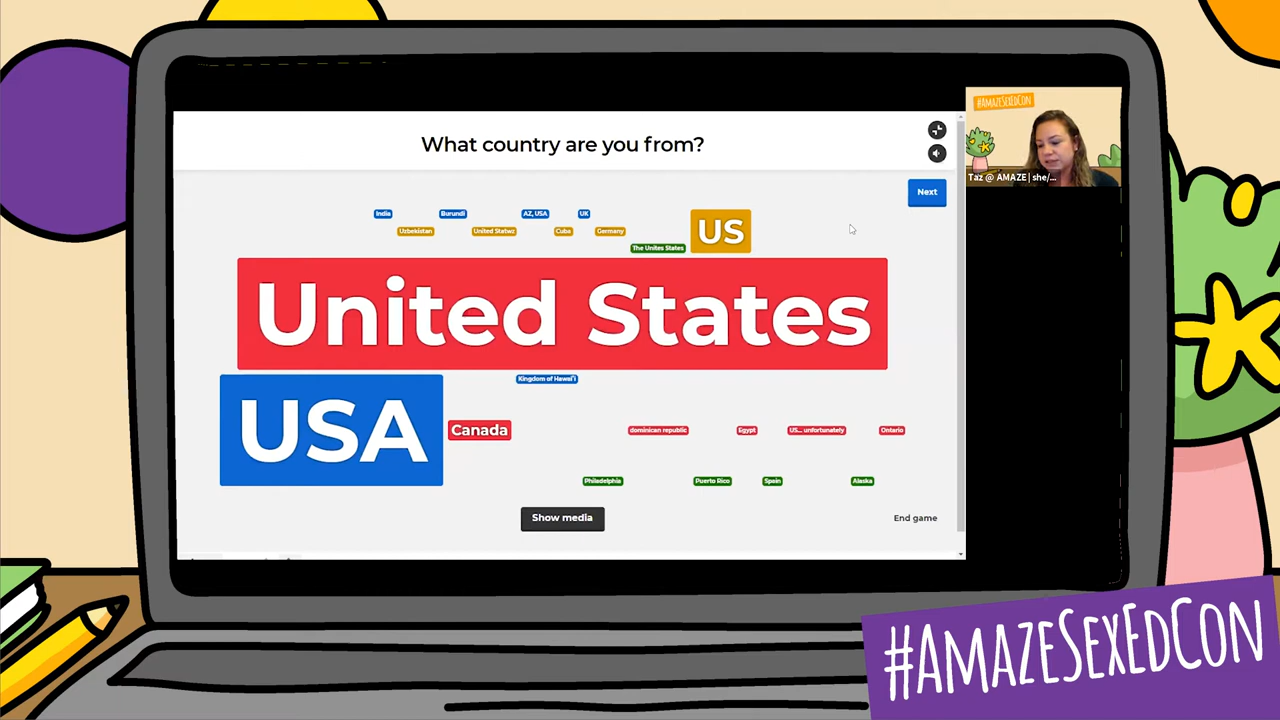 #AMAZESEXEDCON
What country are you from?
Taz @ AMAZE | she/...
Next
India
Burundi
AZ, USA
UK
US
Uzbekistan
United Statwz
Cuba
Germany
The Unites States
United States
Kingdom of Hawai'i
USA
Canada
dominican republic
Egypt
US... unfortunately
Ontario
Philadelphia
Puerto Rico
Spain
Alaska
Show media
End game
#AMAZESEXEDCON